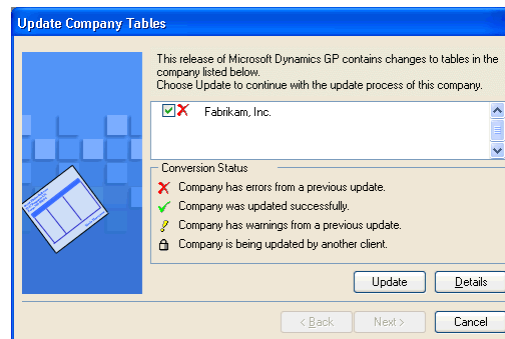 Update Company Tables
This release of Microsoft Dynamics GP contains changes to tables in the
company listed below.
Choose Update to continue with the update process of this company.
Fabrikam, Inc.
Conversion Status
Company has errors from a previous update.
Company was updated successfully.
Company has warnings from a previous update.
Company is being updated by another client.
Update Details
< Back Next > Cancel